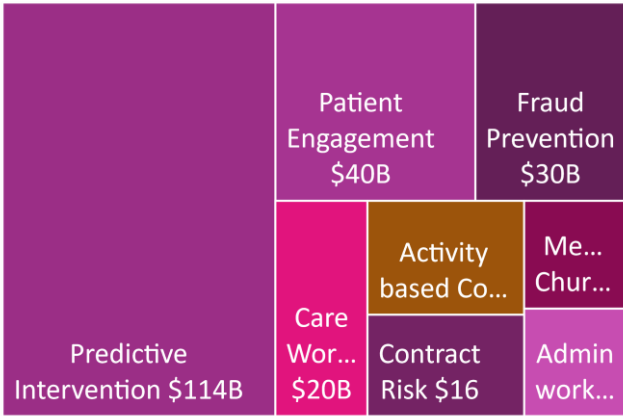 Predictive
Intervention $114B
Patient
Engagement
$40B
Fraud
Prevention
$30B
Care
Wor...
$20B
Activity
based Co...
Contract
Risk $16
Me...
Chur...
Admin
work...